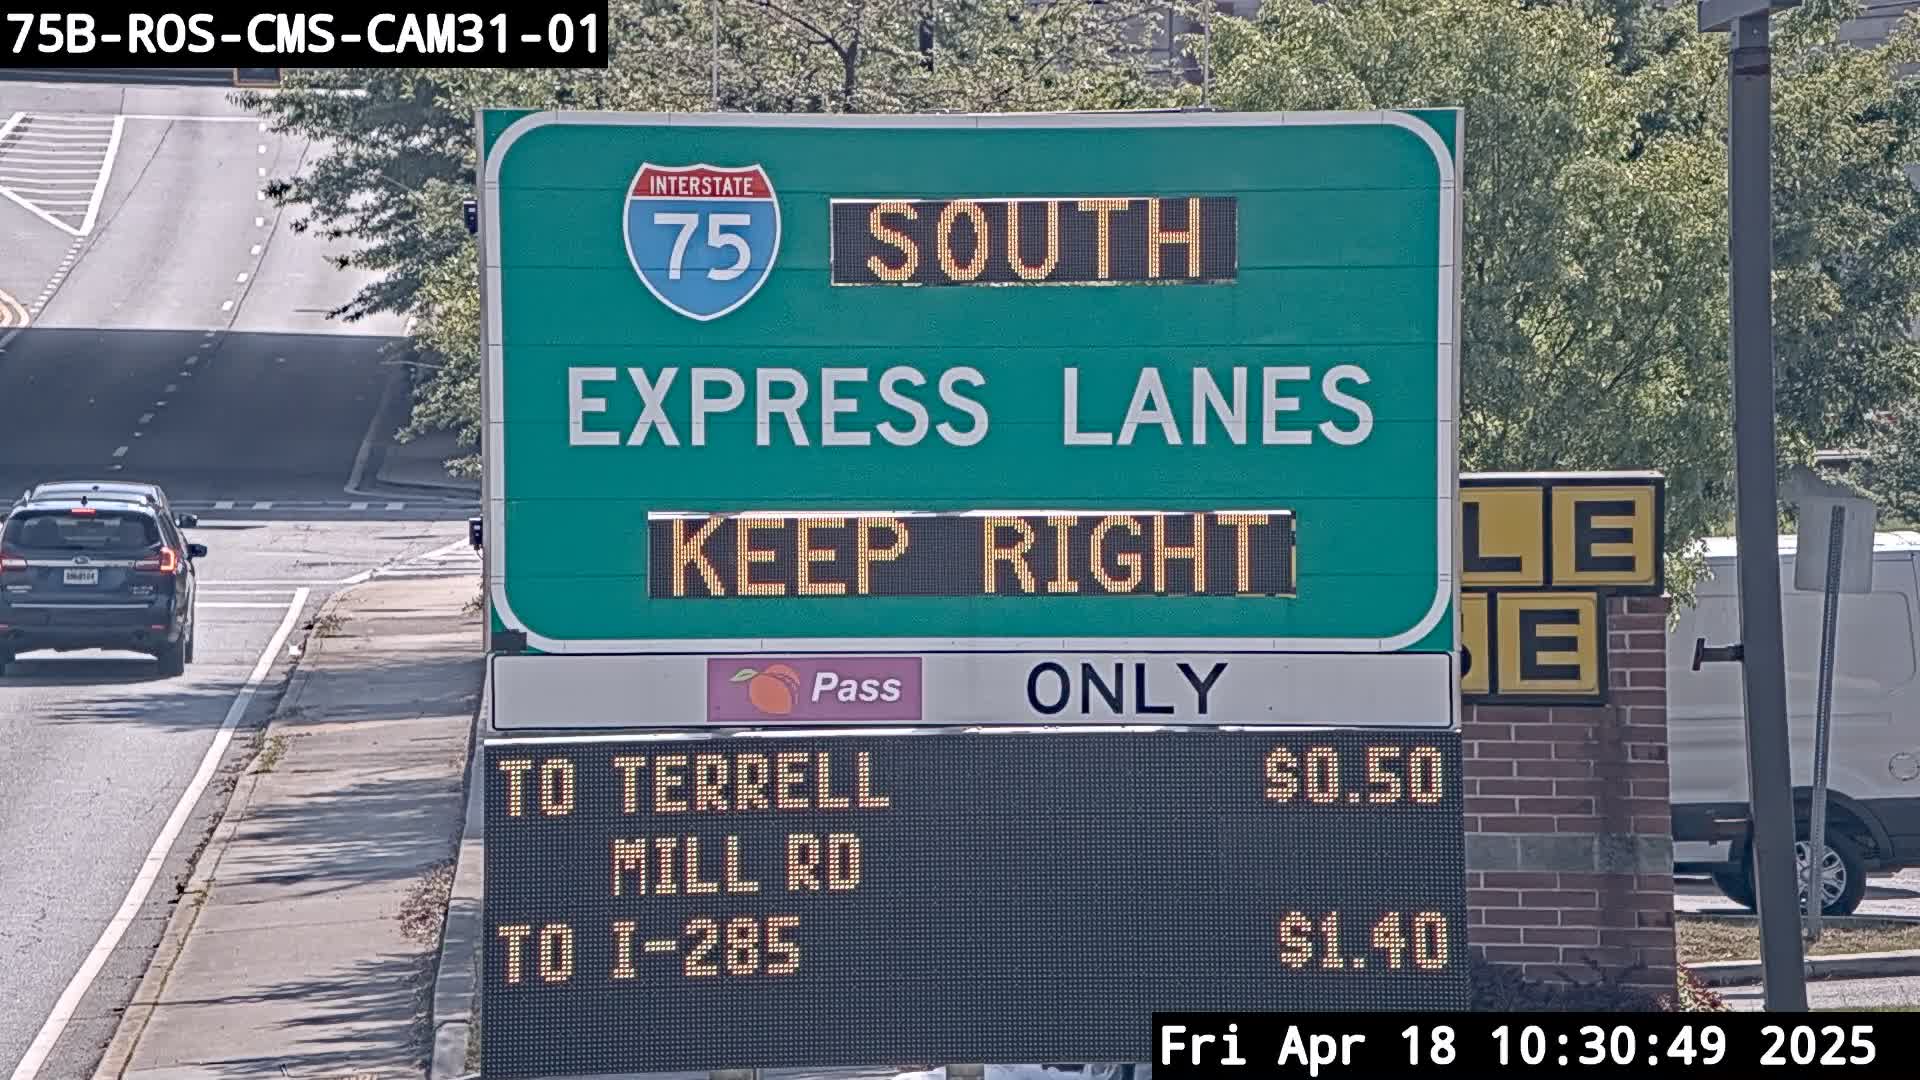 75B-ROS-CMS-CAM31-01
INTERSTATE
75
SOUTH
EXPRESS LANES
KEEP RIGHT
LE
E
Pass
ONLY
TO TERRELL $0.50
MILL RD
TO I-285 $1.40
Fri Apr 18 10:30:49 2025